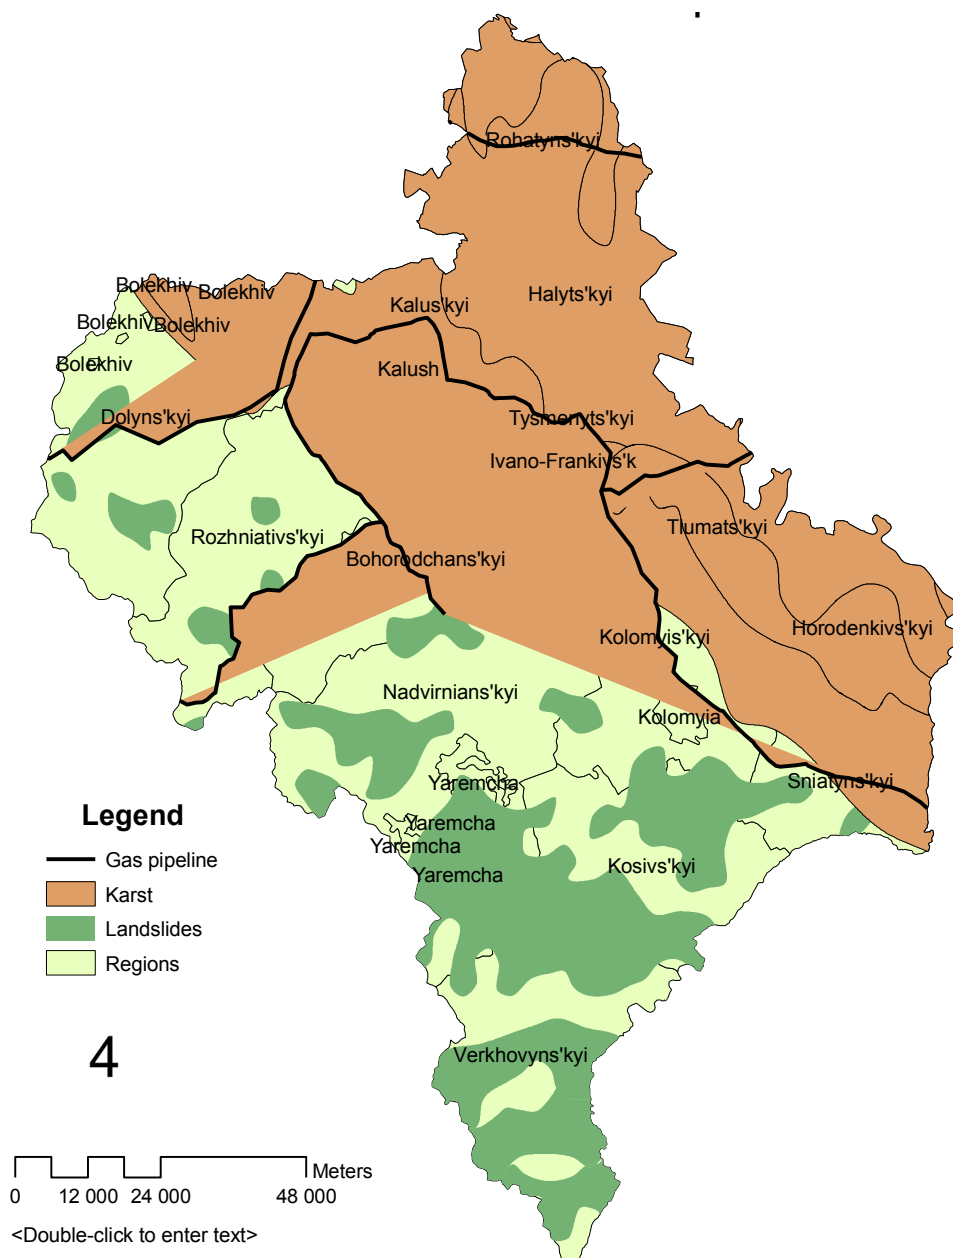 Rohatyns'kyi
Bolekhiv
Bolekhiv
Halyts'kyi
Kalus'kyi
Bolekhiv
Bolekhiv
Bolekhiv
Kalush
Dolyns'kyi
Tysmenyts'kyi
Ivano-Frankivs'k
Tlumats'kyi
Rozhniativs'kyi
Bohorodchans'kyi
Horodenkivs'kyi
Kolomyis'kyi
Nadvirnians'kyi
Kolomyia
Yaremcha
Sniatyns'kyi
Yaremcha
Yaremcha
Kosivs'kyi
Yaremcha
Verkhovyns'kyi
Legend
Gas pipeline
Karst
Landslides
Regions
4
Meters
0 12 000 24 000 48 000
<Double-click to enter text>